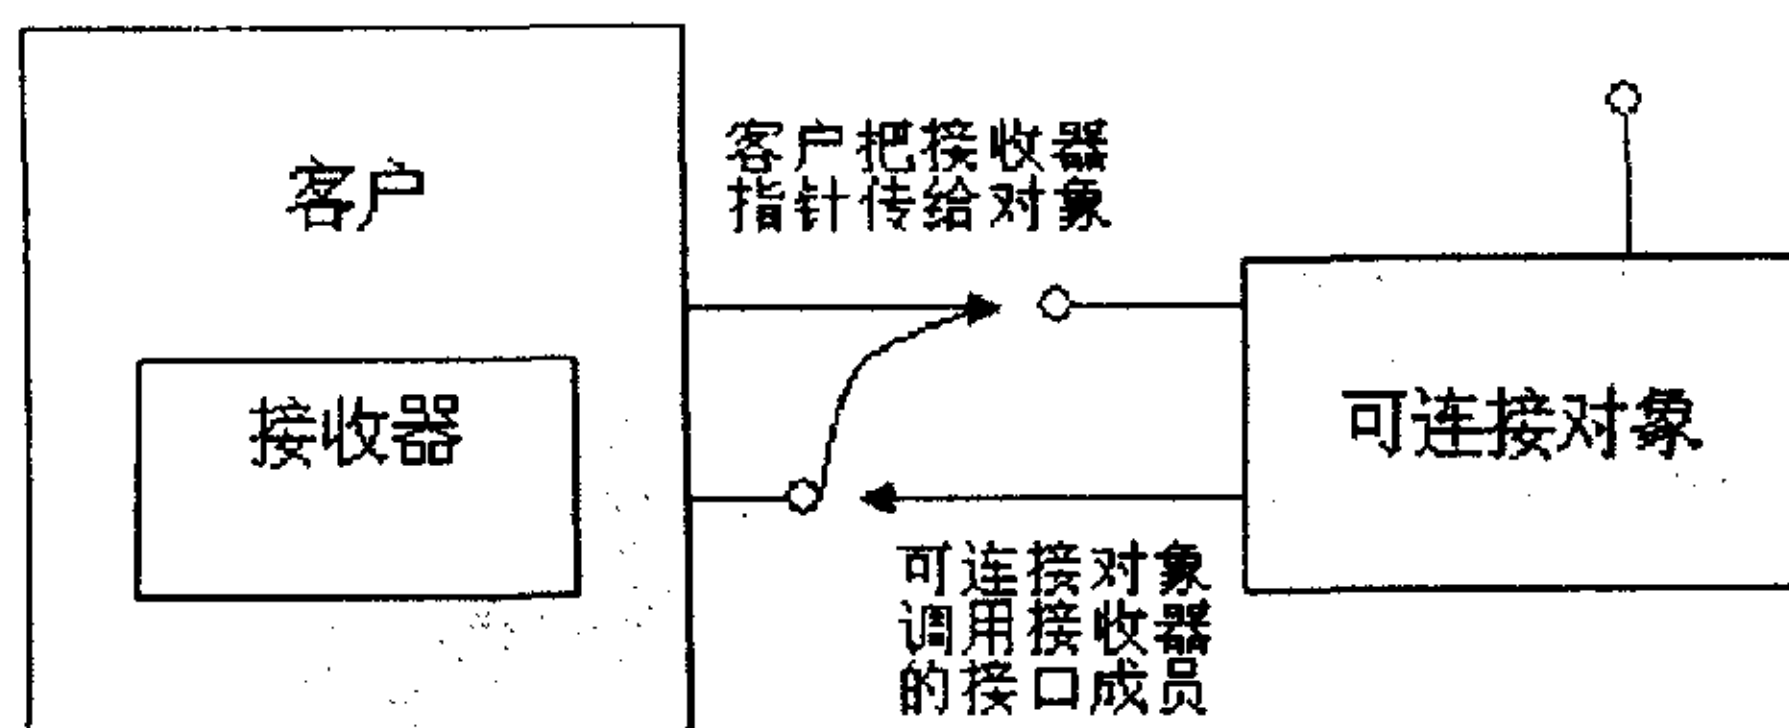 客户
客户把接收器
指针传给对象
接收器
可连接对象
可连接对象
调用接收器
的接口成员